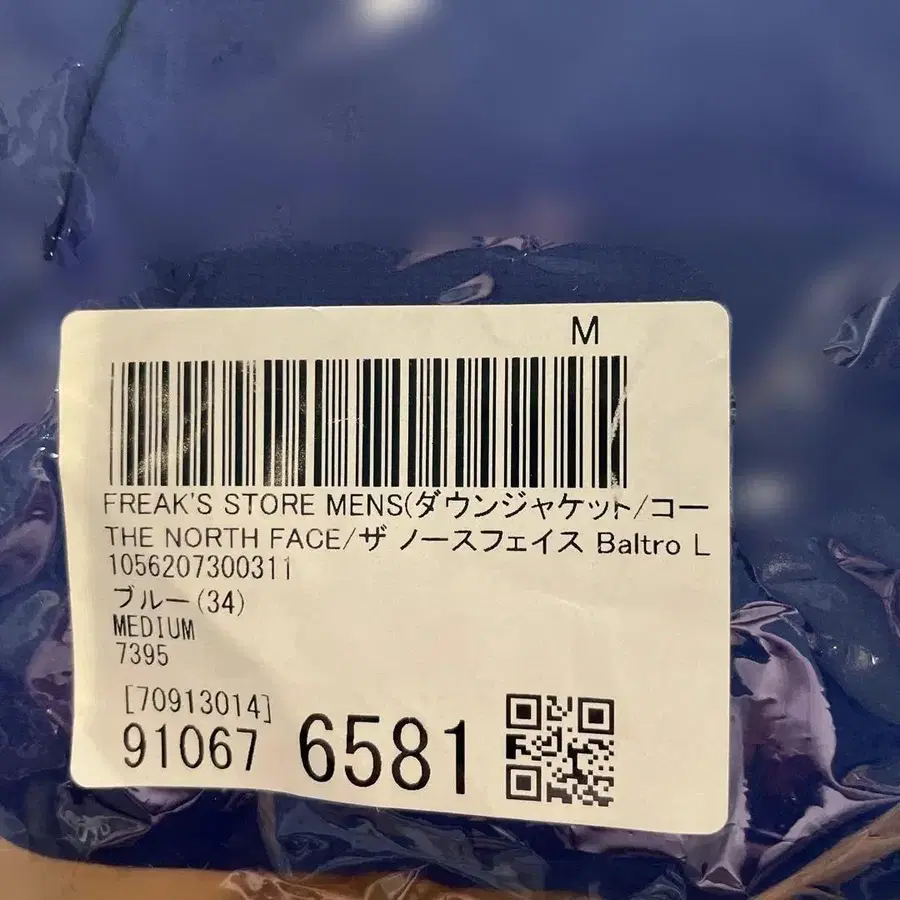 M
FREAK'S STORE MENS(ダウンジャケット/コー
THE NORTH FACE/ザ ノースフェイス Baltro L
1056207300311
ブルー(34)
MEDIUM
7395
[70913014]
91067 6581